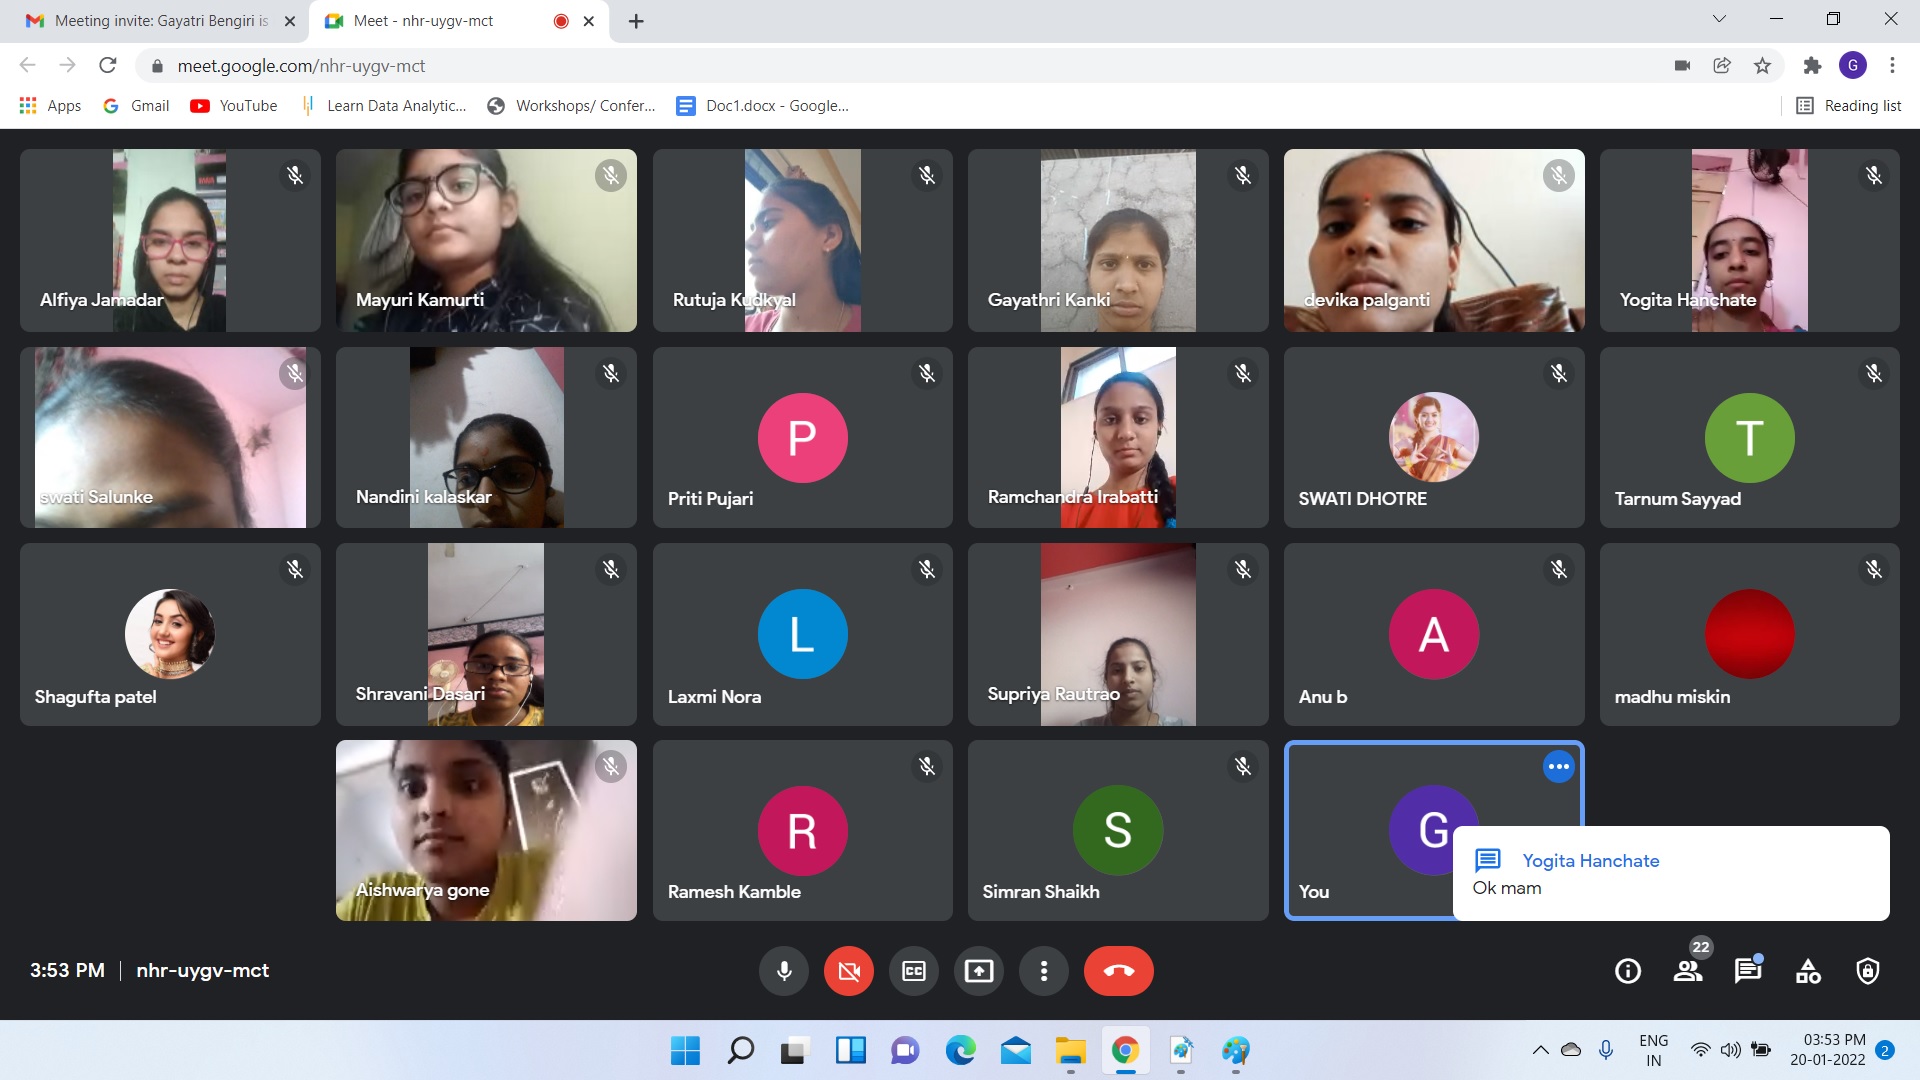 Meeting invite: Gayatri Bengiri is
Meet - nhr-uygv-mct
meet.google.com/nhr-uygv-mct
G
Apps
Gmail
YouTube
Learn Data Analytic...
Workshops/ Confer...
Doc1.docx - Google...
Reading list
Alfiya Jamadar
Mayuri Kamurti
Rutuja Kudkyal
Gayathri Kanki
devika palganti
Yogita Hanchate
swati Salunke
Nandini kalaskar
P
Priti Pujari
Ramchandra Irabatti
SWATI DHOTRE
T
Tarnum Sayyad
Shagufta patel
Shravani Dasari
L
Laxmi Nora
Supriya Rautrao
A
Anu b
madhu miskin
Aishwarya gone
R
Ramesh Kamble
S
Simran Shaikh
G
You
Yogita Hanchate
Ok mam
3:53 PM | nhr-uygv-mct
CC
22
ENG
IN
03:53 PM
20-01-2022
2